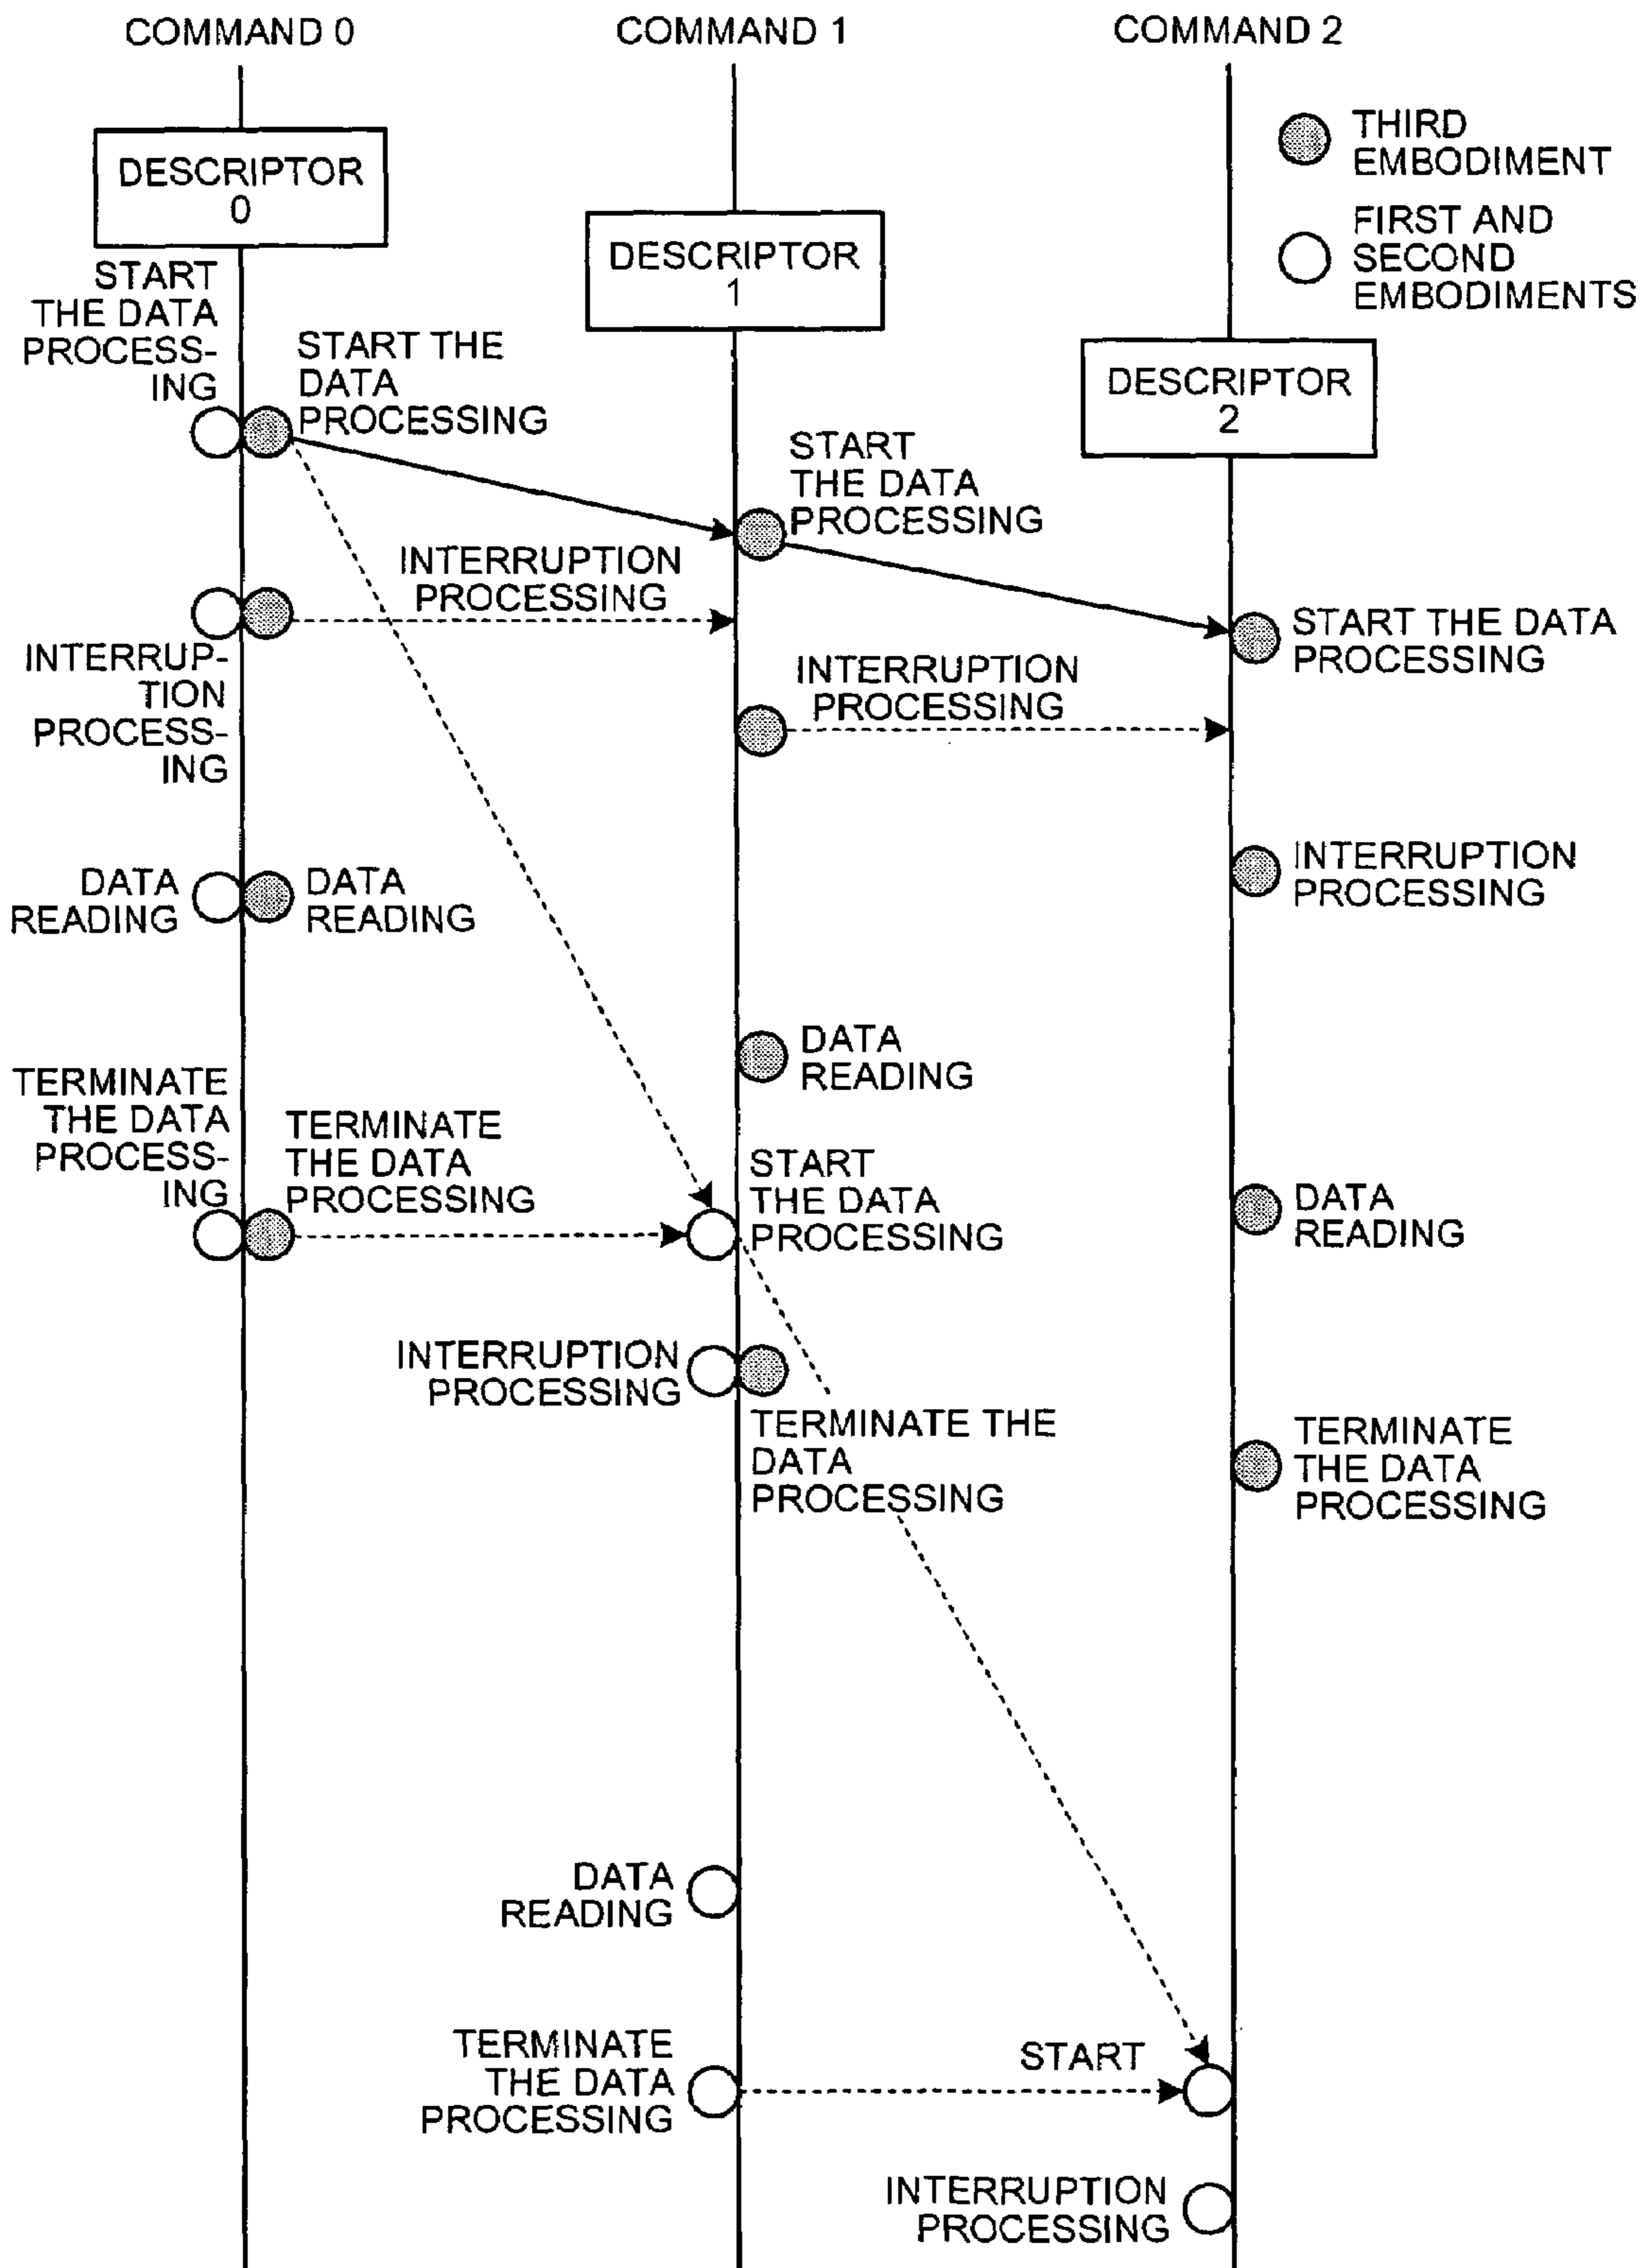 COMMAND 0
COMMAND 1
COMMAND 2
THIRD
EMBODIMENT
FIRST AND
SECOND
EMBODIMENTS
DESCRIPTOR
0
DESCRIPTOR
1
DESCRIPTOR
2
START
THE DATA
PROCESS-
ING
START THE
DATA
PROCESSING
START
THE DATA
PROCESSING
INTERRUPTION
PROCESSING
START THE DATA
PROCESSING
INTERRUP-
TION
PROCESS-
ING
INTERRUPTION
PROCESSING
DATA
READING
DATA
READING
INTERRUPTION
PROCESSING
DATA
READING
TERMINATE
THE DATA
PROCESS-
ING
TERMINATE
THE DATA
PROCESSING
START
THE DATA
PROCESSING
DATA
READING
INTERRUPTION
PROCESSING
TERMINATE THE
DATA
PROCESSING
TERMINATE
THE DATA
PROCESSING
DATA
READING
TERMINATE
THE DATA
PROCESSING
START
INTERRUPTION
PROCESSING